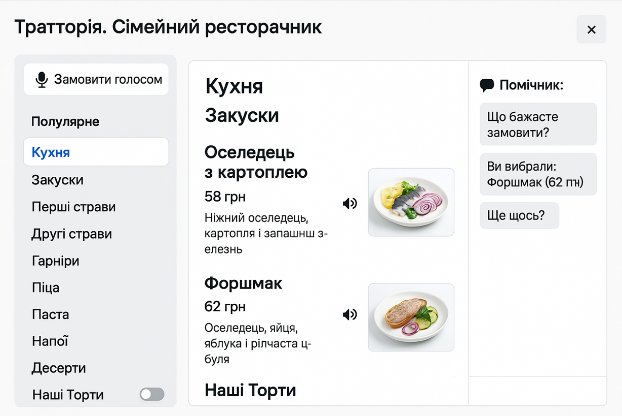 Тратторія. Сімейний ресторачник
Замовити голосом
Популярне
Кухня
Закуски
Перші страви
Другі страви
Гарніри
Піца
Паста
Напої
Десерти
Наші Торти
Кухня
Закуски
Оселедець
з картоплею
58 грн
Ніжний оселедець,
картопля і запашнш з-
елезнь
Форшмак
62 грн
Оселедець, яйця,
яблука і рілчаста ц-
буля
Наші Торти
Помічник:
Що бажасте
замовити?
Ви вибрали:
Форшмак (62 гн)
Ще щось?